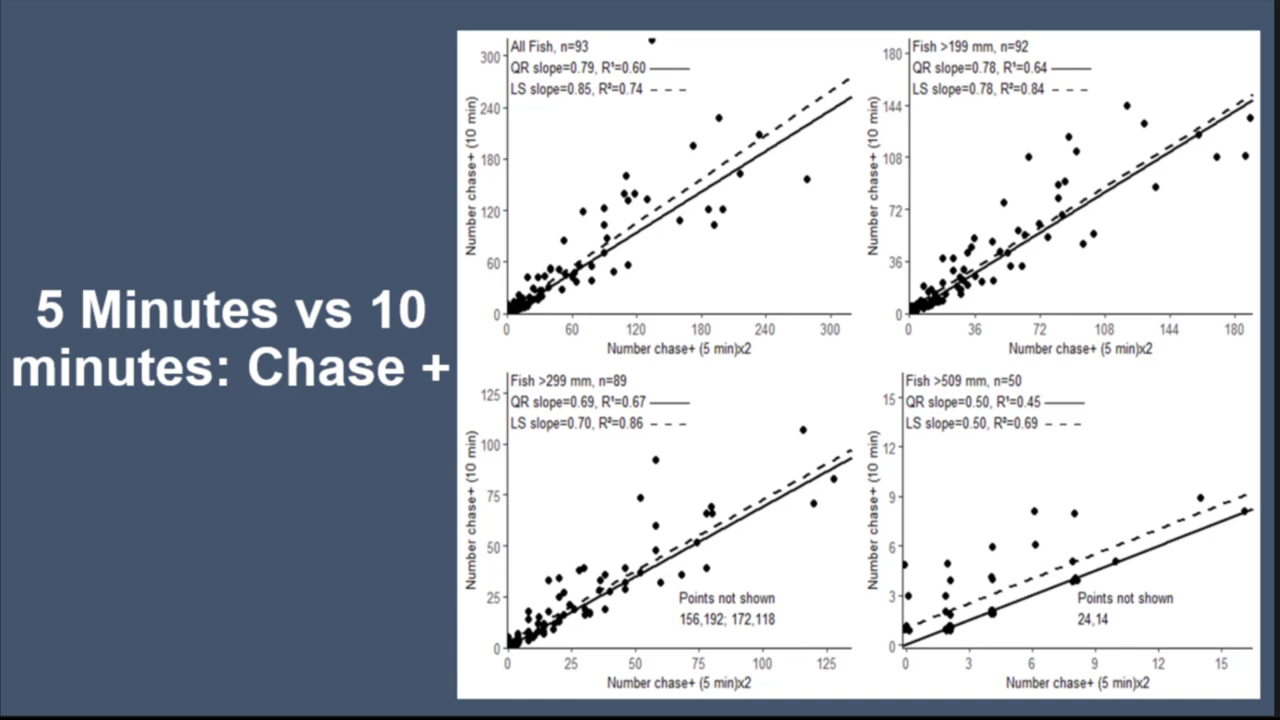 5 Minutes vs 10
minutes: Chase +
All Fish, n=93
QR slope=0.79, R¹=0.60
LS slope=0.85, R²=0.74
Number chase+ (10 min)
300
240
180
120
60
0
0 60 120 180 240 300
Number chase+ (5 min)x2
Fish >199 mm, n=92
QR slope=0.78, R¹=0.64
LS slope=0.78, R²=0.84
Number chase+ (10 min)
180
144
108
72
36
0
0 36 72 108 144 180
Number chase+ (5 min)x2
Fish >299 mm, n=89
QR slope=0.69, R¹=0.67
LS slope=0.70, R²=0.86
Number chase+ (10 min)
125
100
75
50
25
0
Points not shown
156,192; 172,118
0 25 50 75 100 125
Number chase+ (5 min)x2
Fish >509 mm, n=50
QR slope=0.50, R¹=0.45
LS slope=0.50, R²=0.69
Number chase+ (10 min)
15
12
9
6
3
0
Points not shown
24,14
0 3 6 9 12 15
Number chase+ (5 min)x2